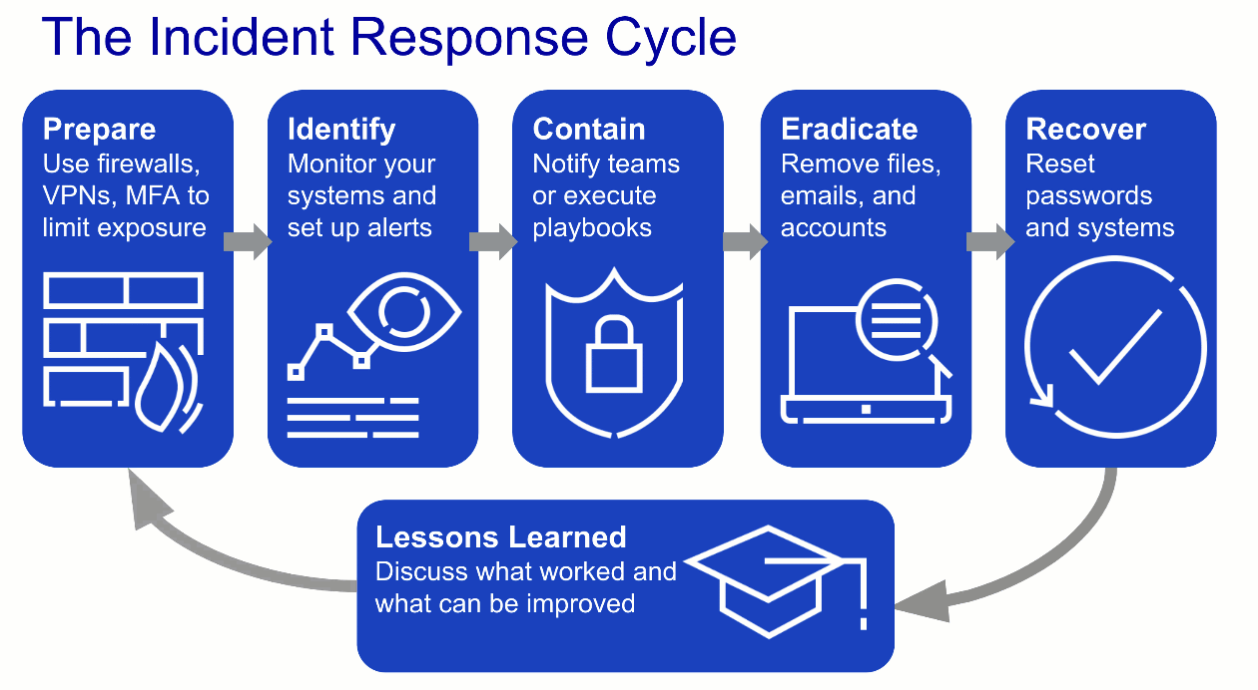 The Incident Response Cycle
Prepare
Use firewalls,
VPNs, MFA to
limit exposure
Identify
Monitor your
systems and
set up alerts
Contain
Notify teams
or execute
playbooks
Eradicate
Remove files,
emails, and
accounts
Recover
Reset
passwords
and systems
Lessons Learned
Discuss what worked and
what can be improved